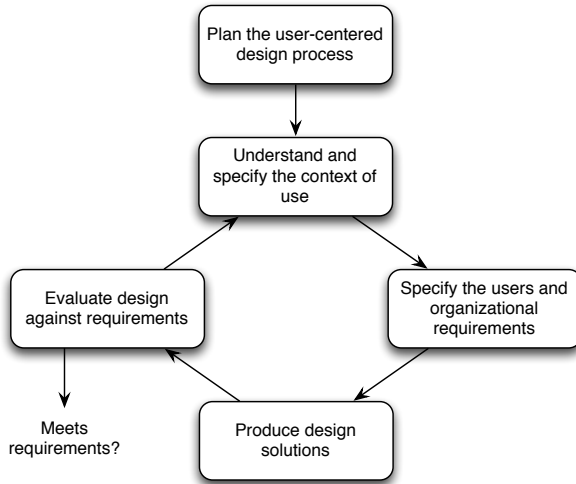 Plan the user-centered
design process
Understand and
specify the context of
use
Specify the users and
organizational
requirements
Produce design
solutions
Evaluate design
against requirements
Meets
requirements?